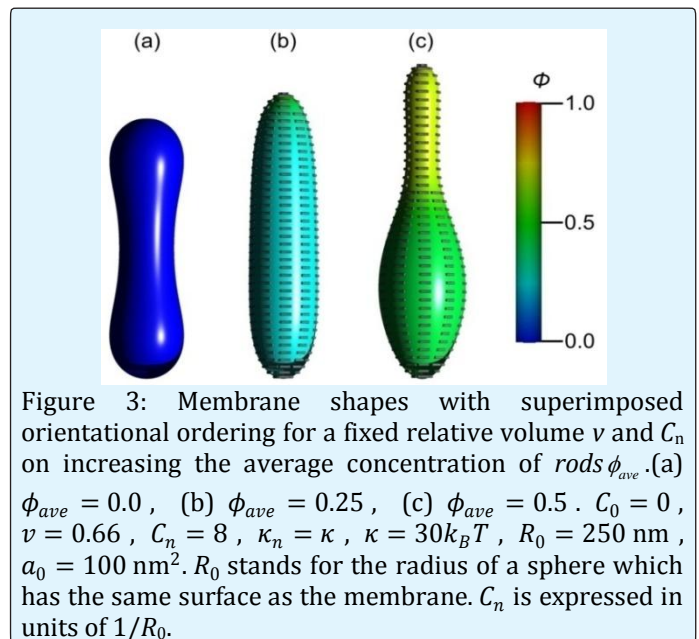 (a) (b) (c)
Φ
1.0
0.5
0.0
Figure 3: Membrane shapes with superimposed
orientational ordering for a fixed relative volume v and Cₙ
on increasing the average concentration of rods ϕₐᵥₑ .(a)
ϕₐᵥₑ = 0.0 , (b) ϕₐᵥₑ = 0.25 , (c) ϕₐᵥₑ = 0.5 . C₀ = 0 ,
v = 0.66 , Cₙ = 8 , κₙ = κ , κ = 30k_BT , R₀ = 250 nm ,
a₀ = 100 nm². R₀ stands for the radius of a sphere which
has the same surface as the membrane. Cₙ is expressed in
units of 1/R₀.